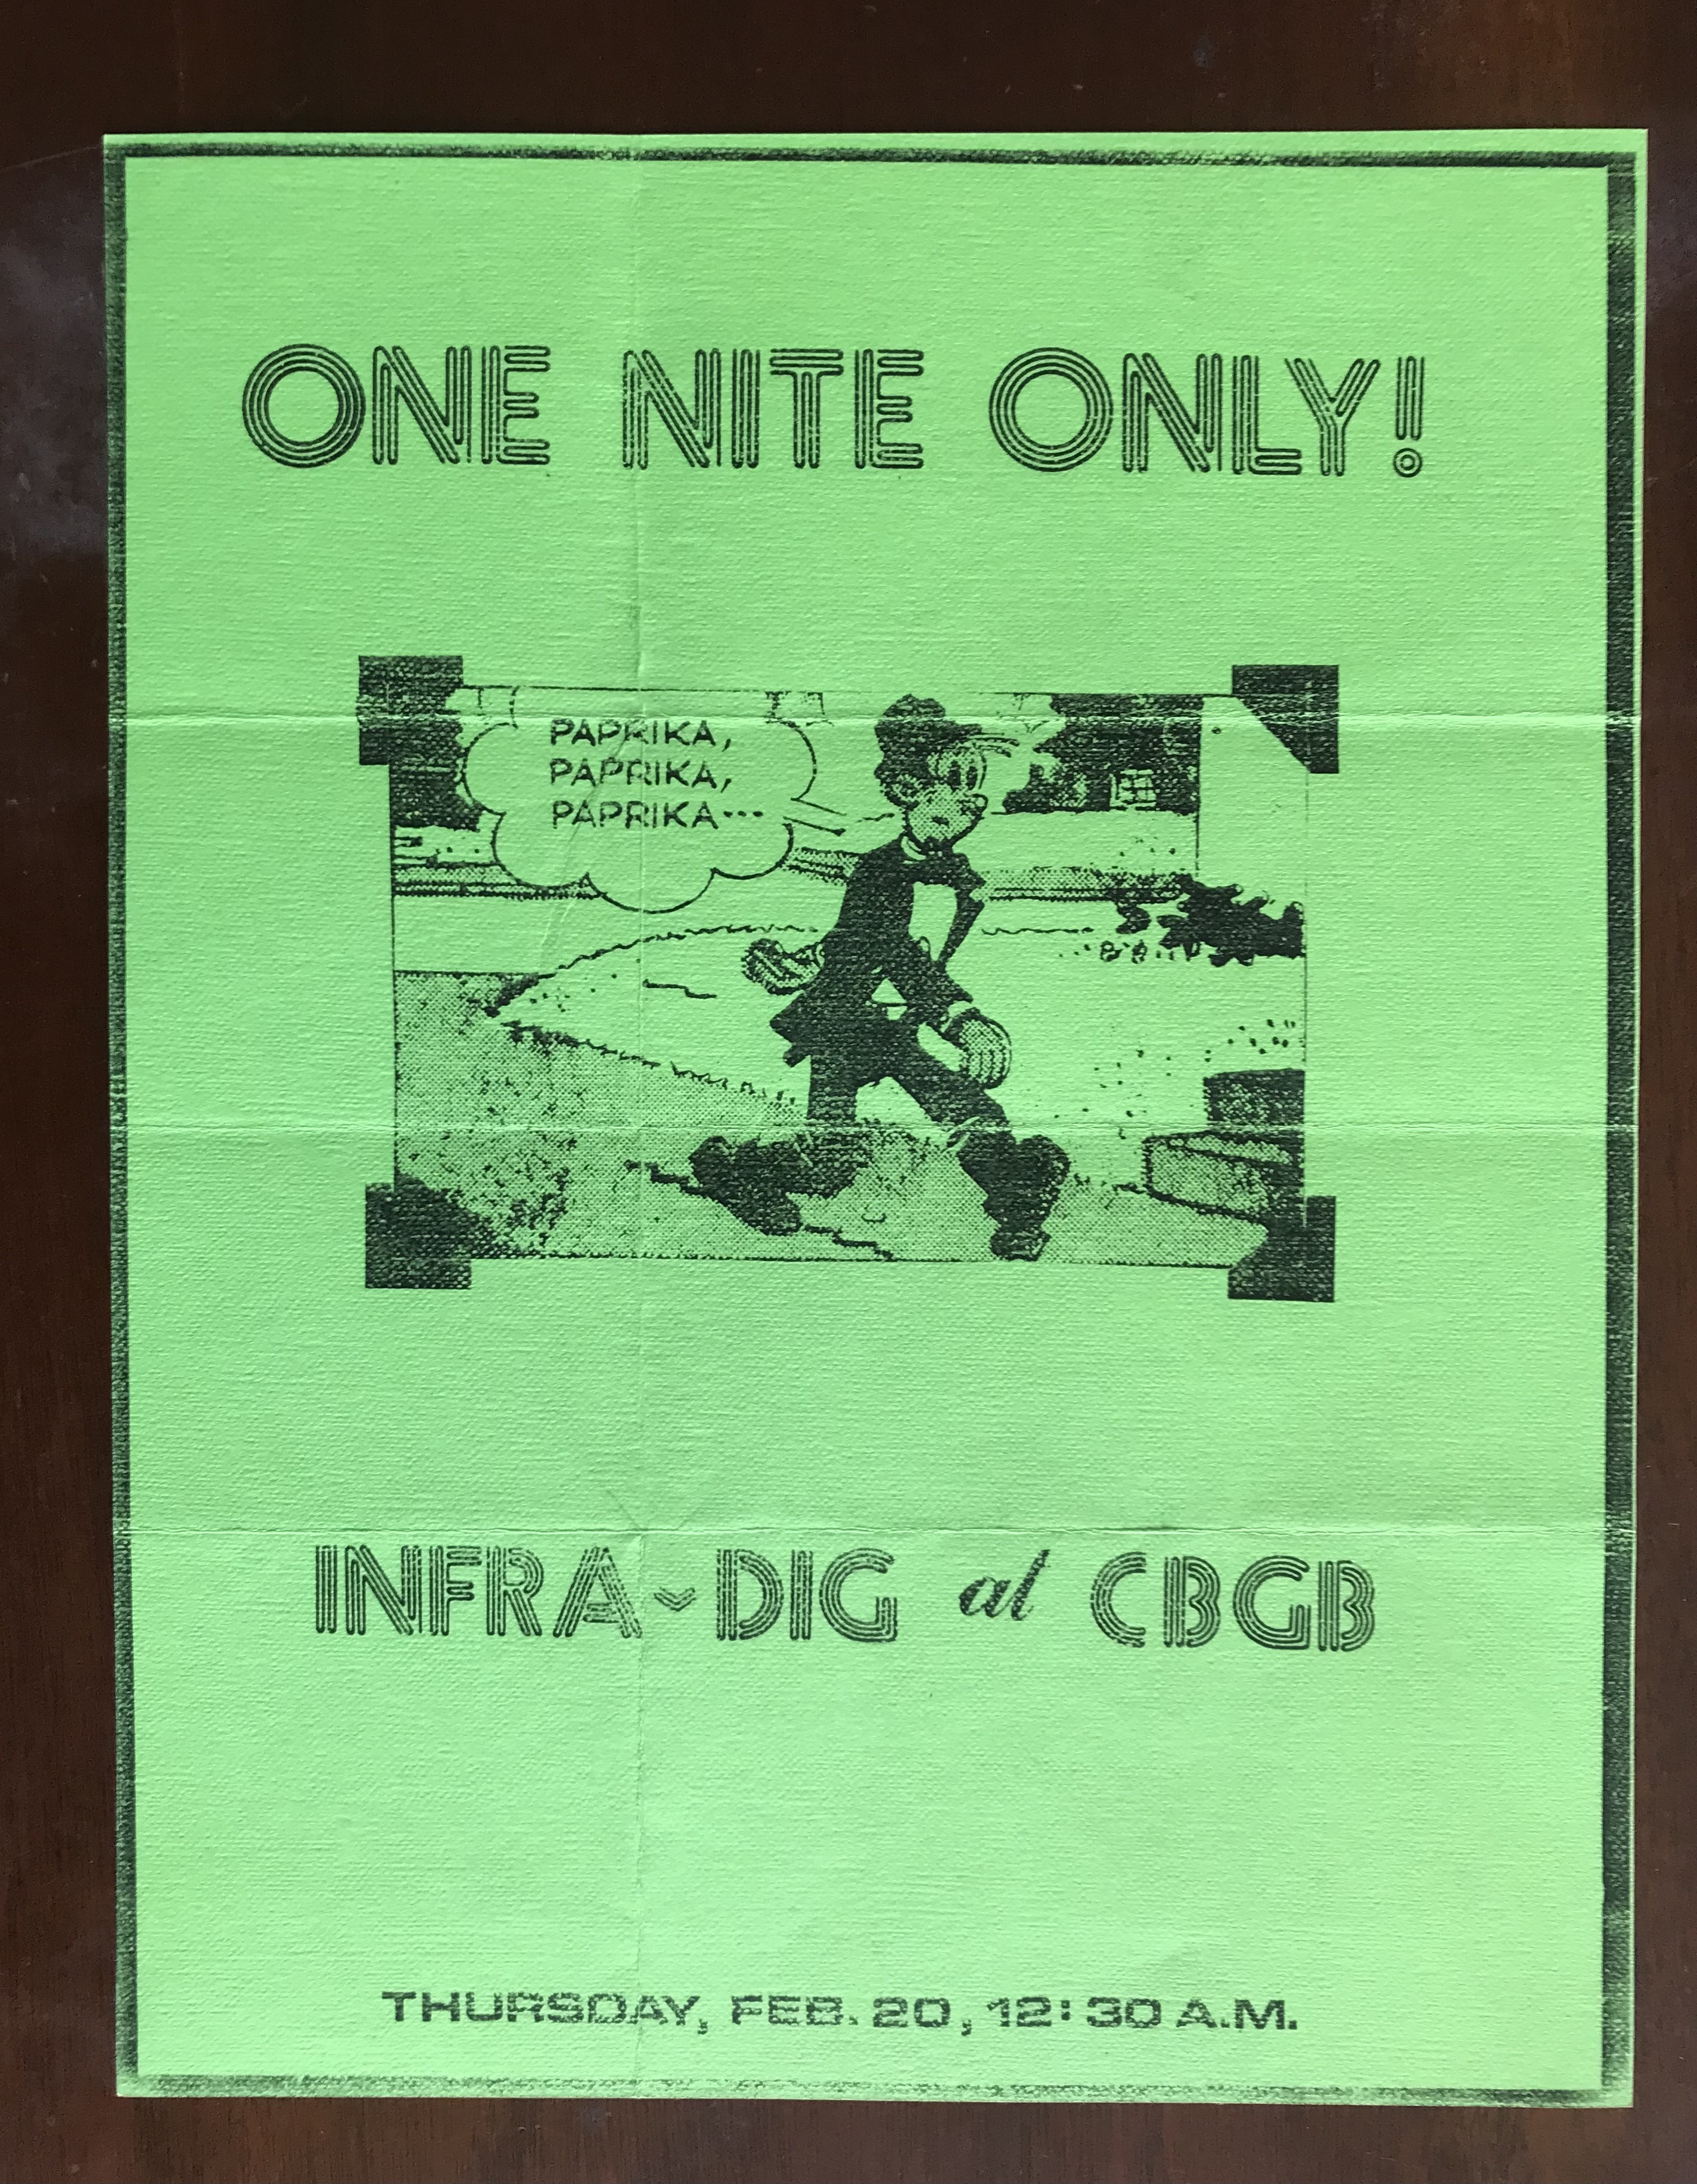 ONE NITE ONLY!
PAPRIKA,
PAPRIKA,
PAPRIKA...
INFRA-DIG at CBGB
THURSDAY, FEB. 20, 12:30 A.M.